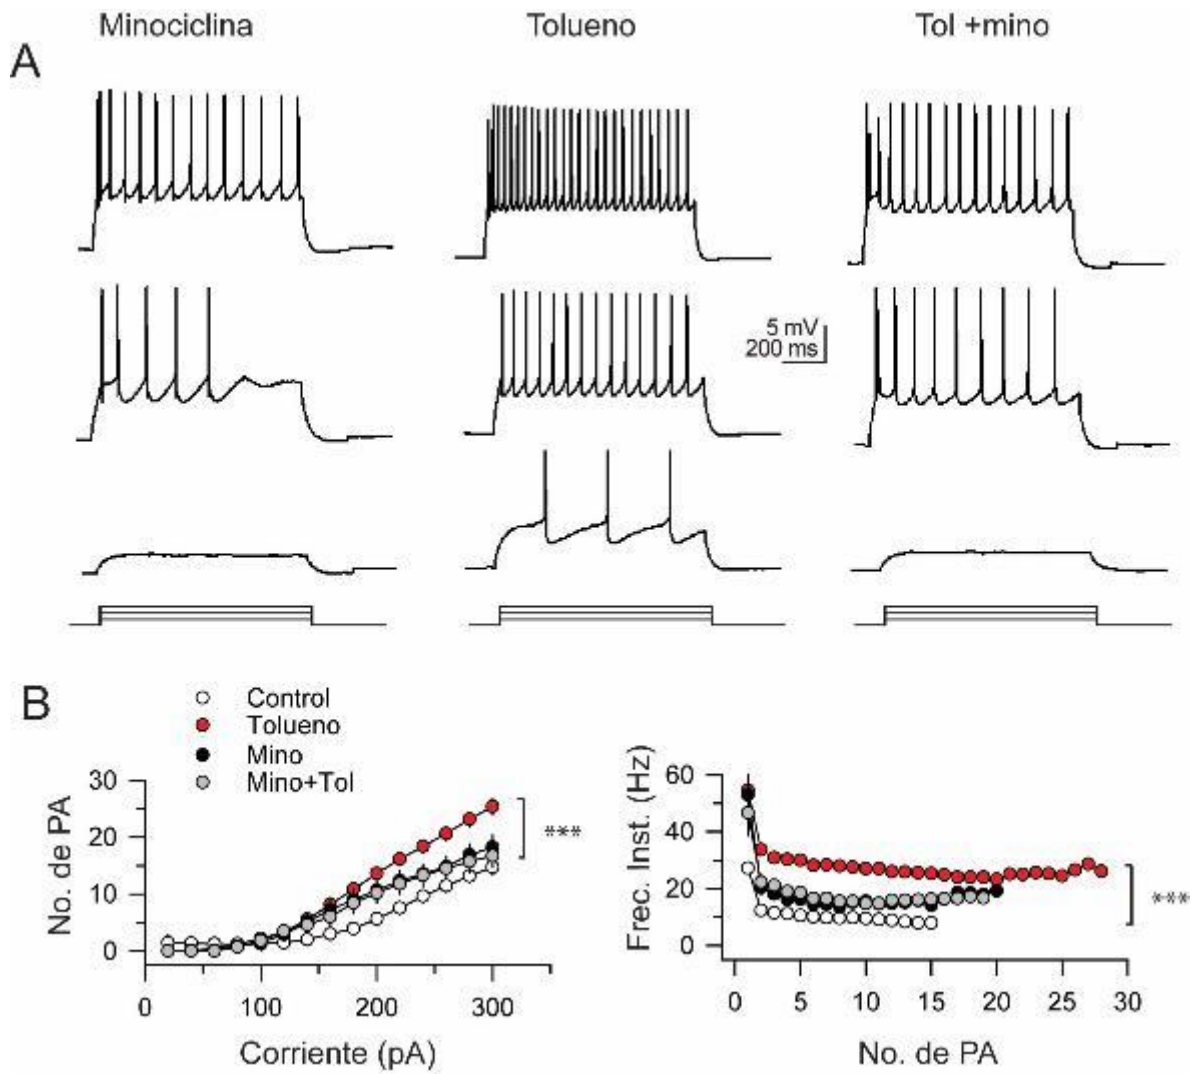 Minociclina Tolueno Tol +mino
A
5 mV
200 ms
B
Control
Tolueno
Mino
Mino+Tol
30
20
10
0
No. de PA
***
0 100 200 300
Corriente (pA)
60
40
20
0
Frec. Inst. (Hz)
***
0 5 10 15 20 25 30
No. de PA